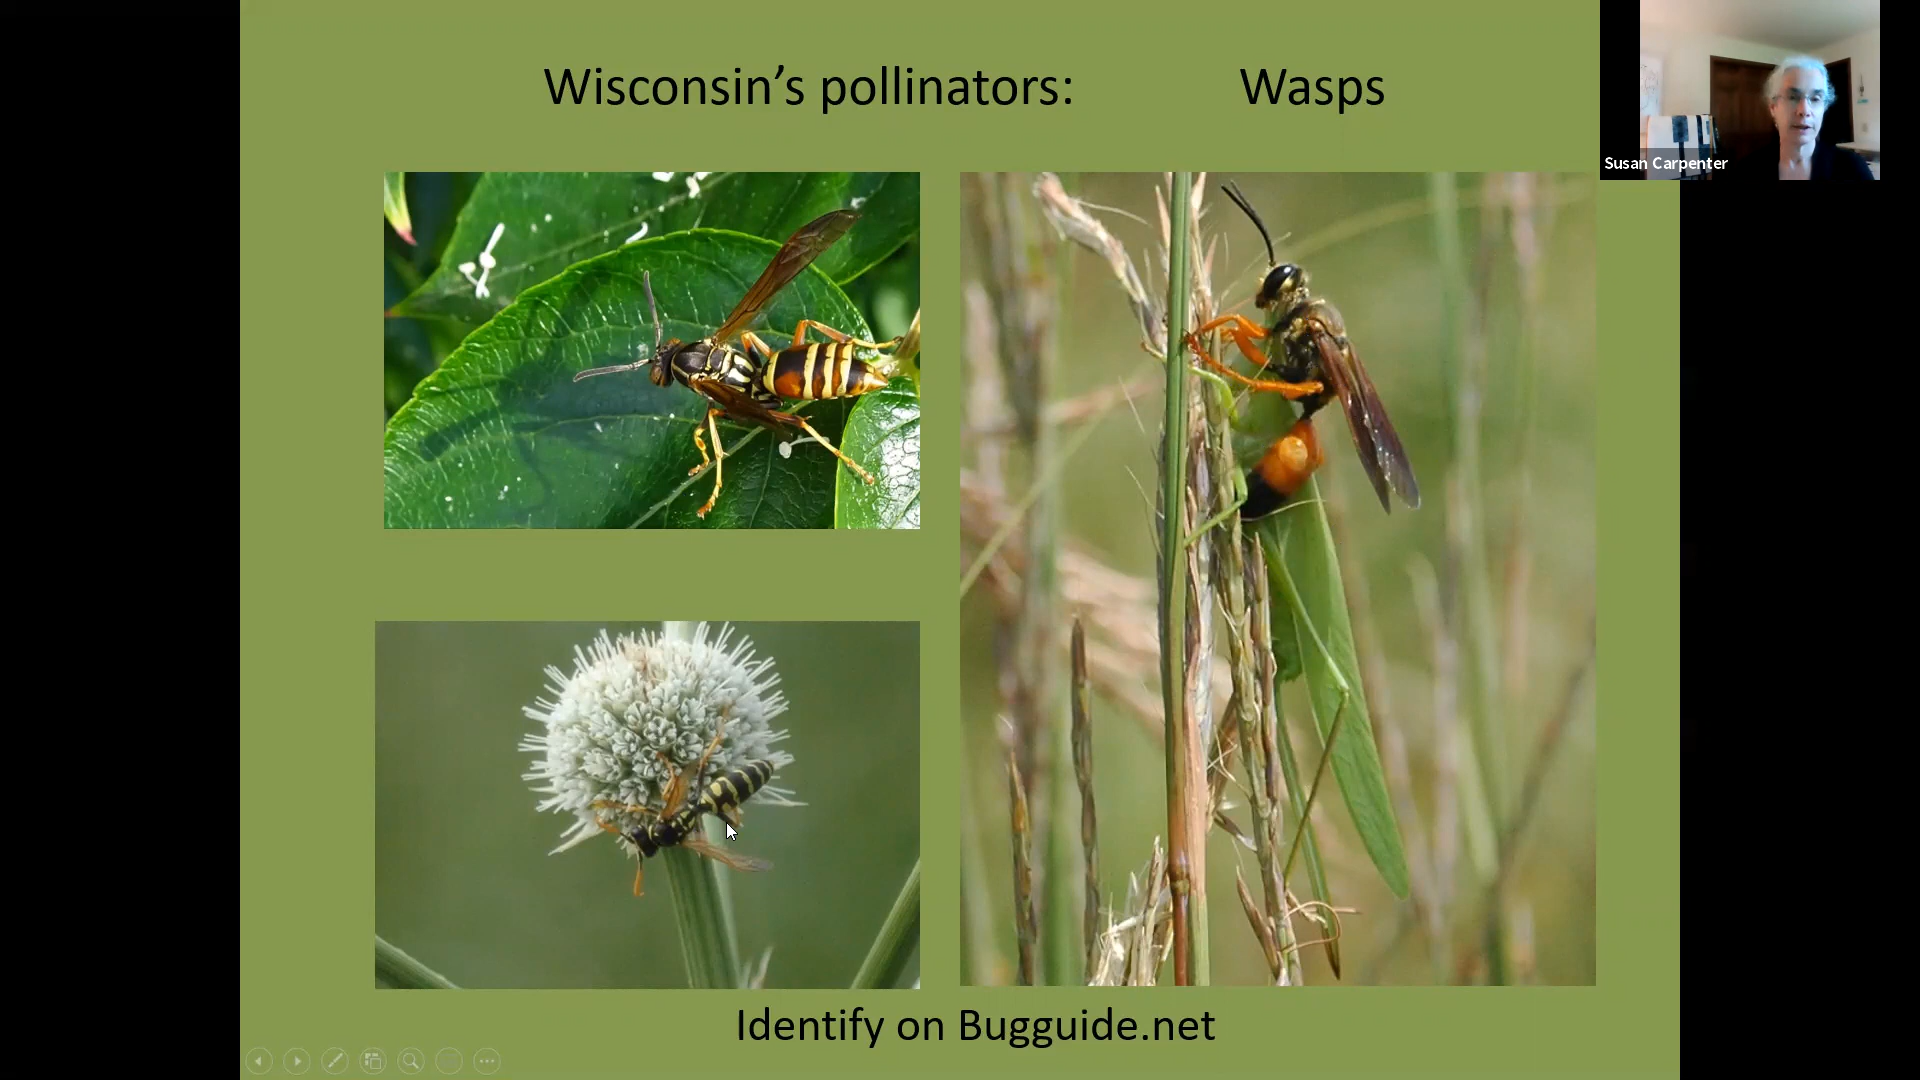 Wisconsin’s pollinators: Wasps
Susan Carpenter
Identify on Bugguide.net